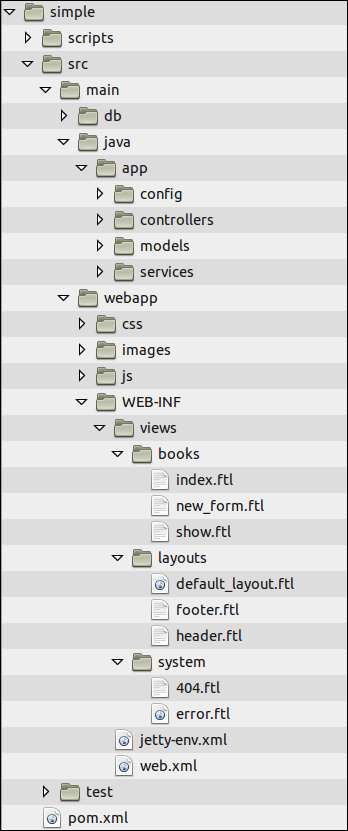 simple
scripts
src
main
db
java
app
config
controllers
models
services
webapp
css
images
js
WEB-INF
views
books
index.ftl
new_form.ftl
show.ftl
layouts
default_layout.ftl
footer.ftl
header.ftl
system
404.ftl
error.ftl
jetty-env.xml
web.xml
test
pom.xml